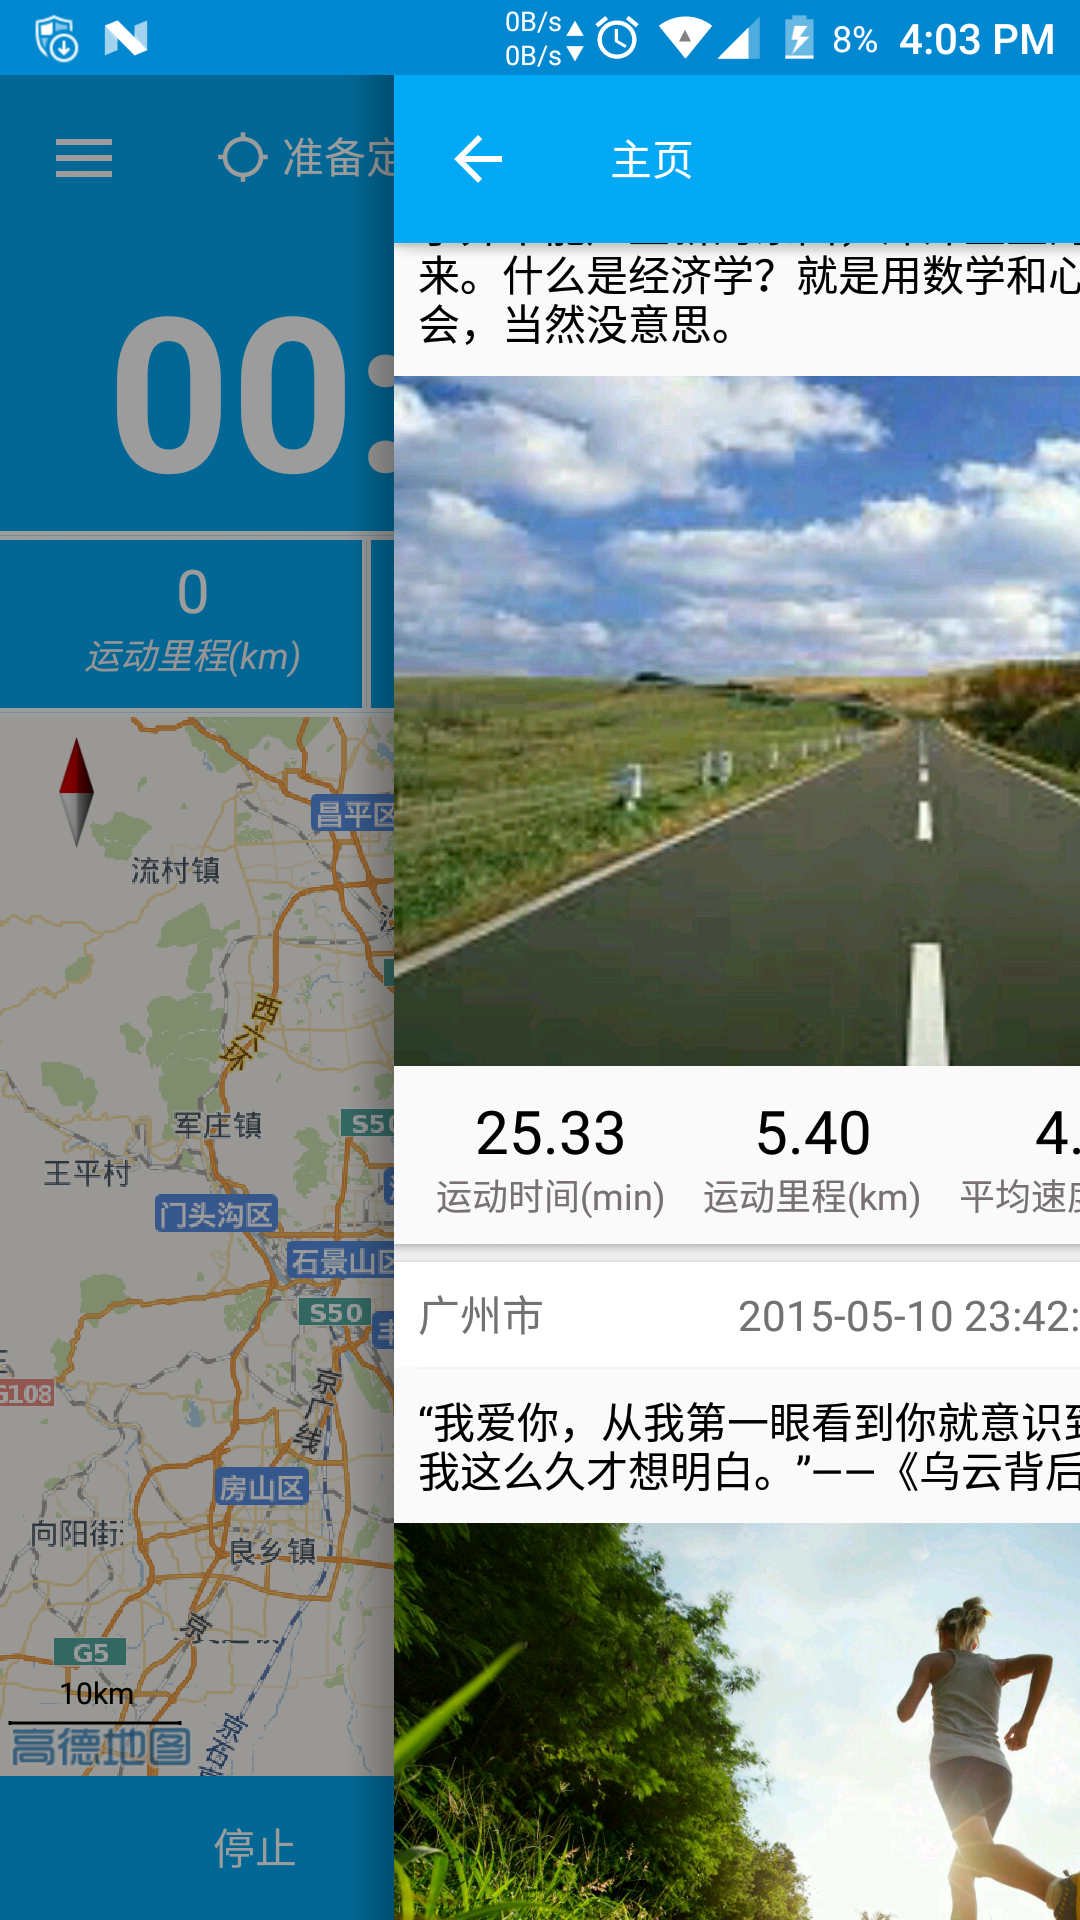 0B/s
0B/s
8%
4:03 PM
准备定
主页
00:
来。什么是经济学？就是用数学和心
会，当然没意思。
0
运动里程(km)
昌平区
流村镇
西六环
军庄镇
S50
王平村
门头沟区
石景山区
S50
G108
京广线
房山区
向阳街
良乡镇
京
G5
10km
高德地图
京石
停止
25.33
5.40
4.
运动时间(min)
运动里程(km)
平均速度
广州市
2015-05-10 23:42:
“我爱你，从我第一眼看到你就意识到
我这么久才想明白。”——《乌云背后